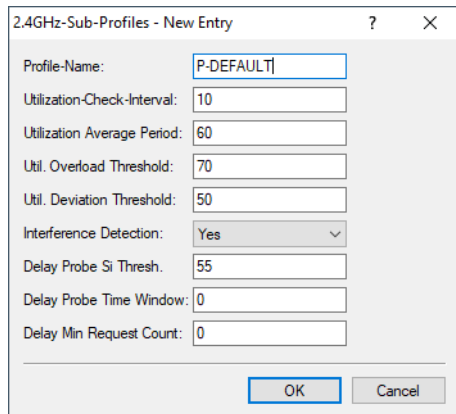 2.4GHz-Sub-Profiles - New Entry ?
Profile-Name: P-DEFAULT
Utilization-Check-Interval: 10
Utilization Average Period: 60
Util. Overload Threshold: 70
Util. Deviation Threshold: 50
Interference Detection: Yes
Delay Probe Si Thresh. 55
Delay Probe Time Window: 0
Delay Min Request Count: 0
OK Cancel